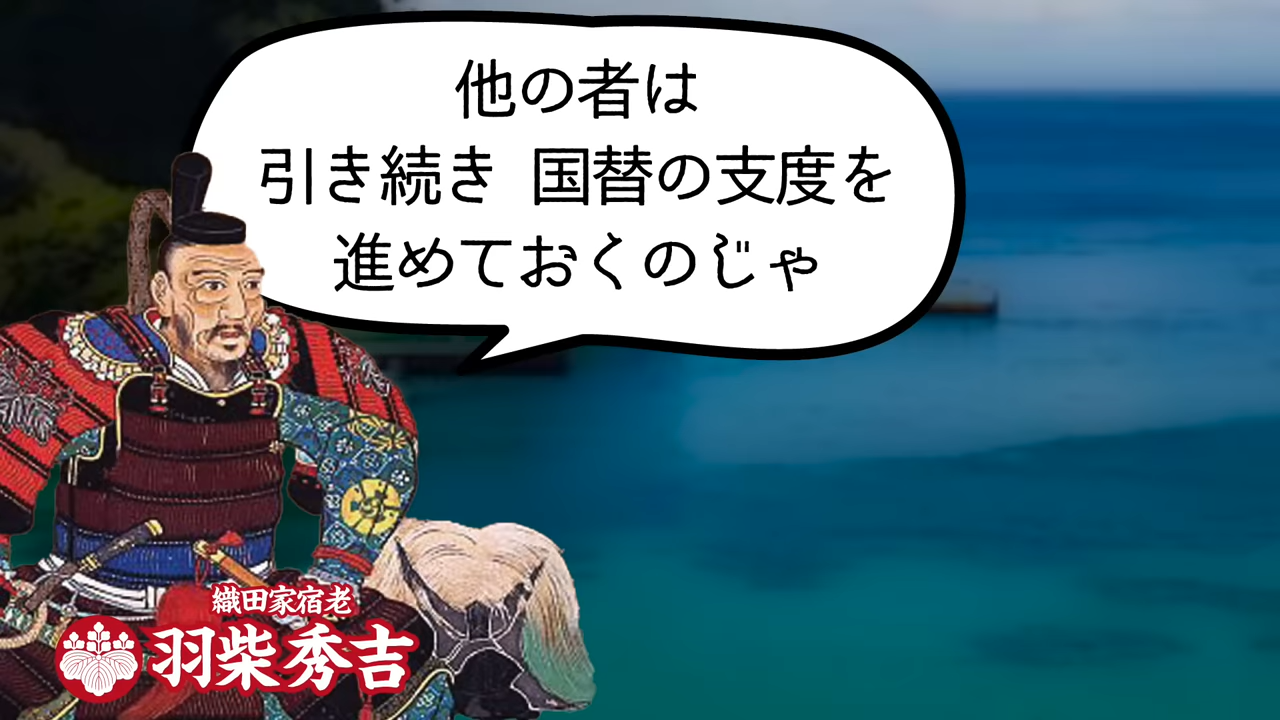 他の者は
引き続き 国替の支度を
進めておくのじゃ
織田家宿老
羽柴秀吉